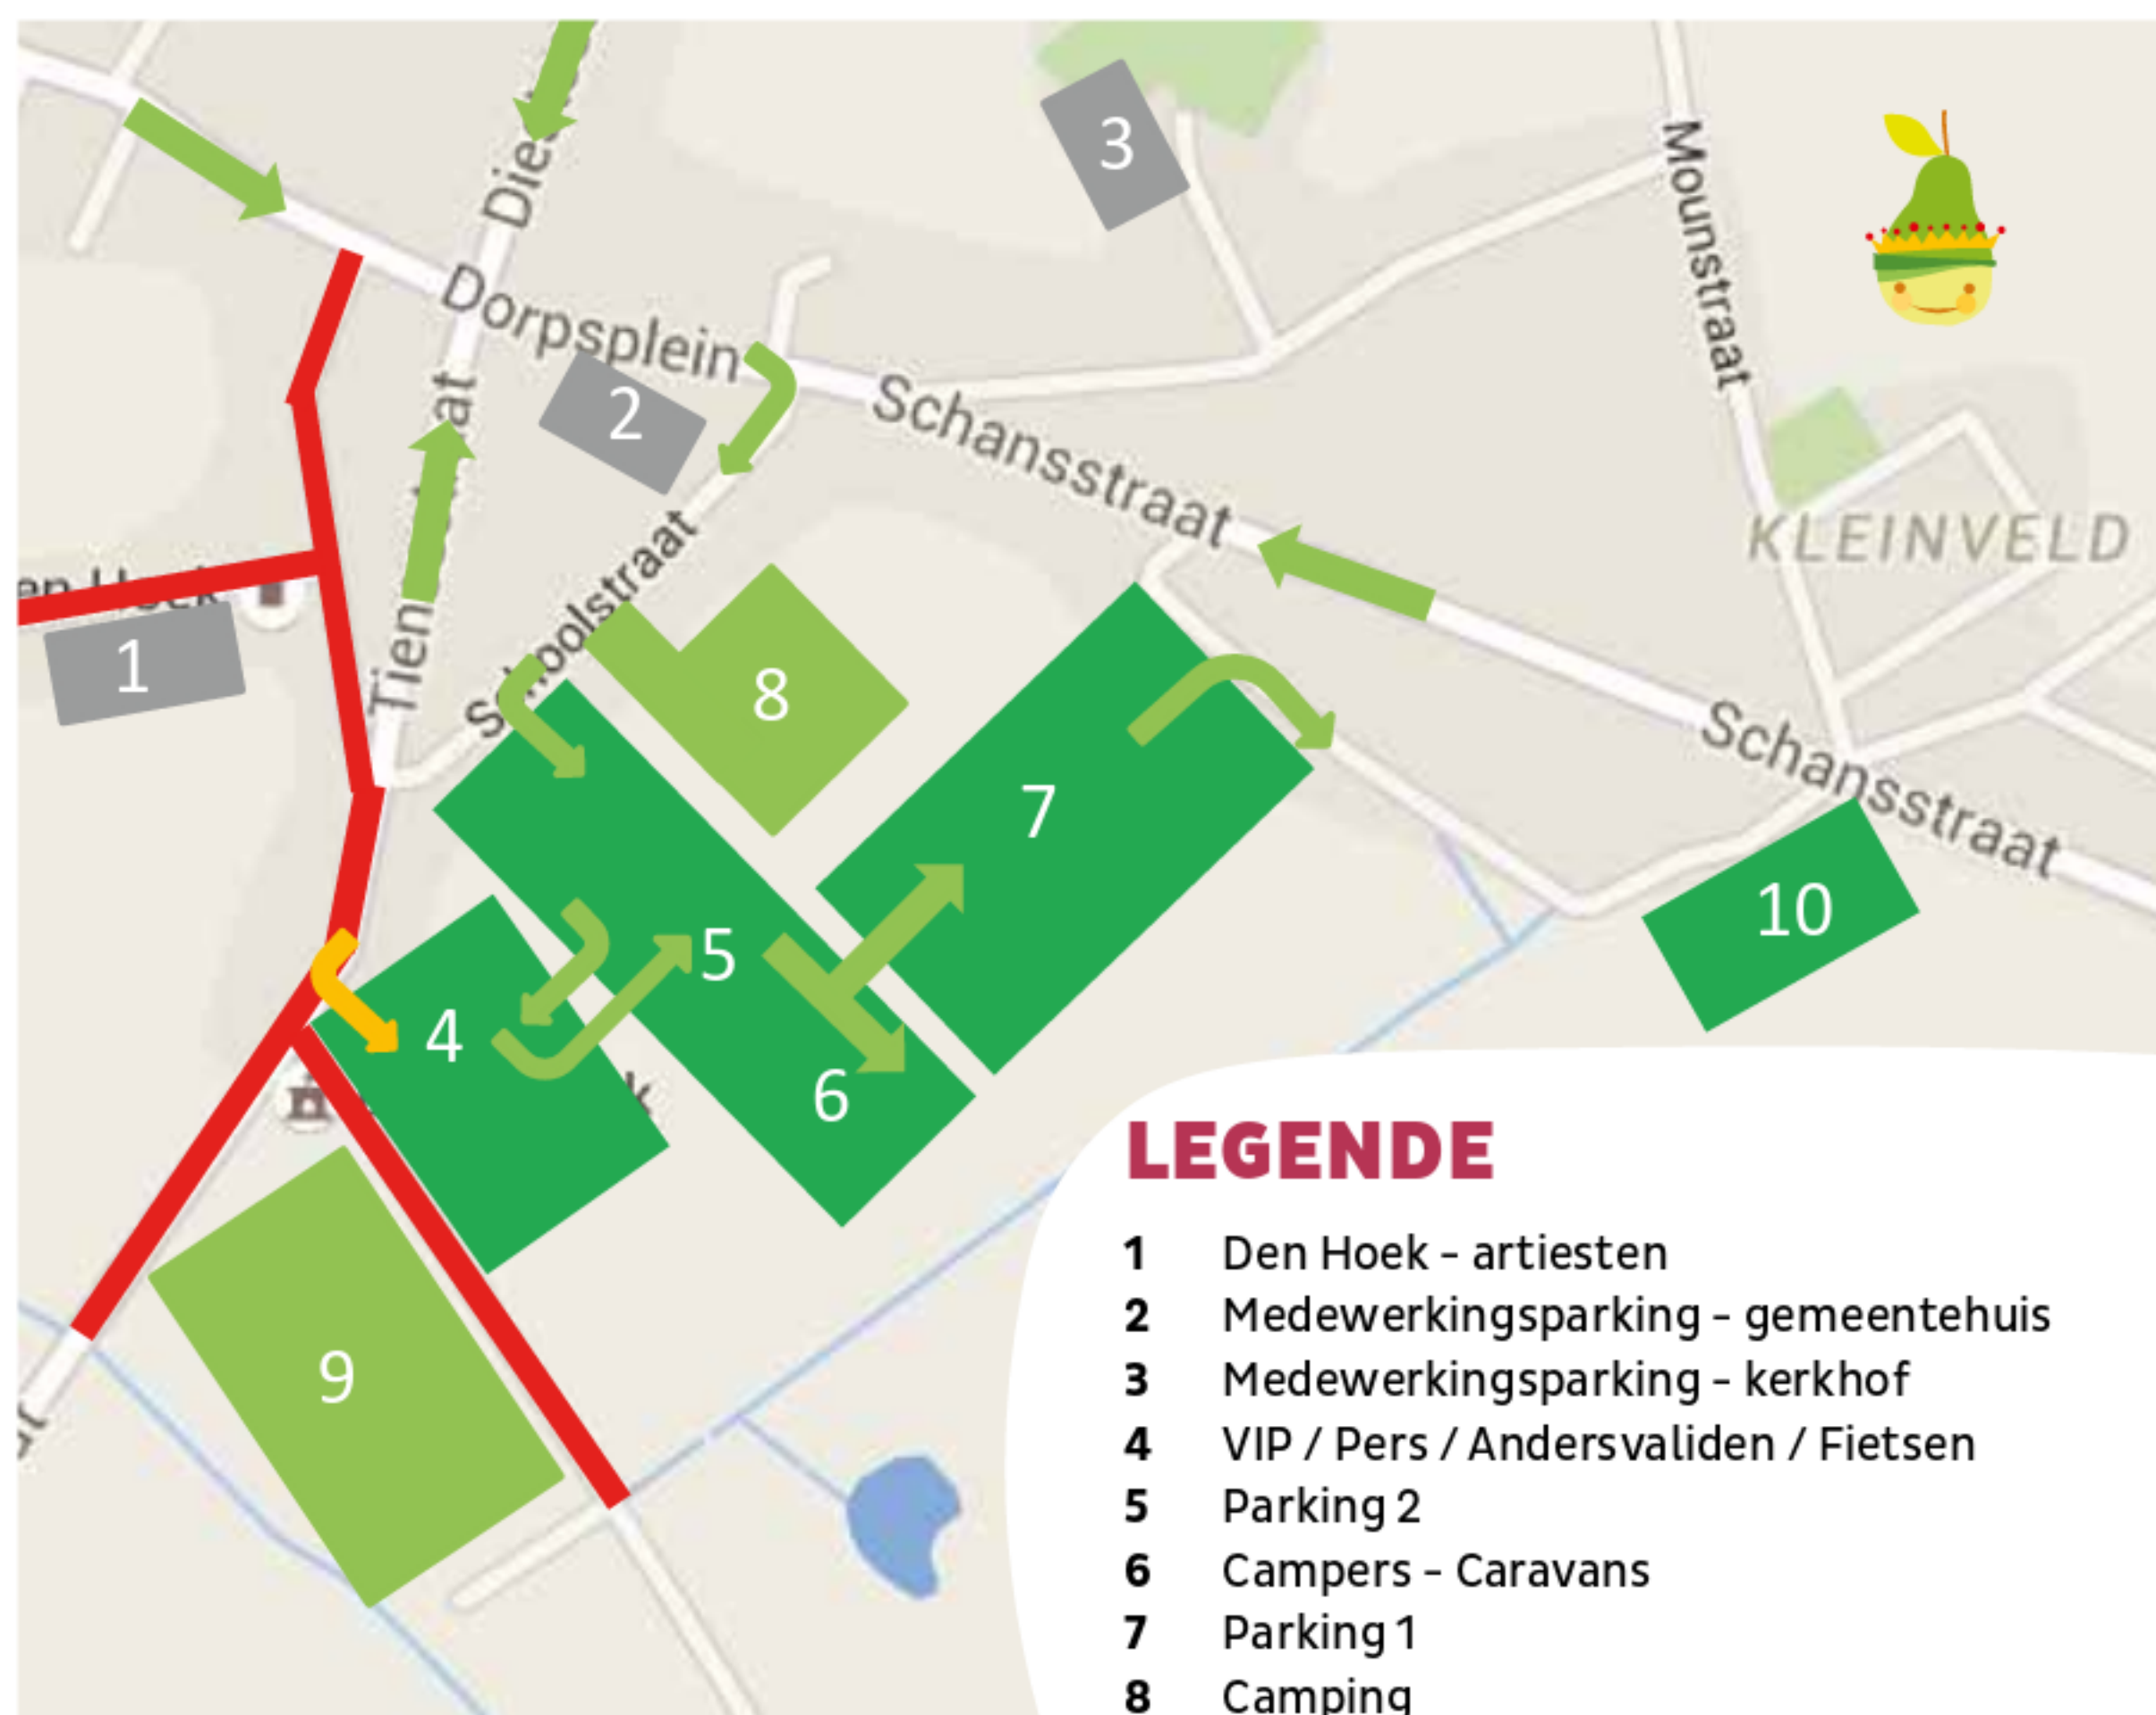 3
Mounstraat
Dorpsplein
2
Schansstraat
KLEINVELD
1
Schoolstraat
8
Schansstraat
7
10
5
4
6
9
LEGENDE
1 Den Hoek - artiesten
2 Medewerkingsparking - gemeentehuis
3 Medewerkingsparking - kerkhof
4 VIP / Pers / Andersvaliden / Fietsen
5 Parking 2
6 Campers - Caravans
7 Parking 1
8 Camping